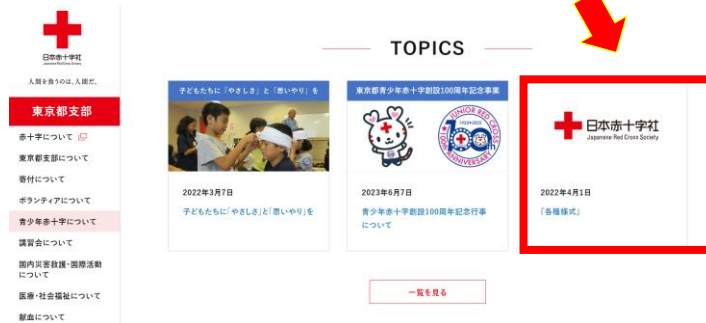 日本赤十字社
Japanese Red Cross Society
人間を救うのは、人間だ。
東京都支部
赤十字について
東京都支部について
寄付について
ボランティアについて
青少年赤十字について
講習会について
国内災害救護・国際活動
について
医療・社会福祉について
献血について
TOPICS
子どもたちに「やさしさ」と「思いやり」を
2022年3月7日
子どもたちに「やさしさ」と「思いやり」を
東京都青少年赤十字創設100周年記念事業
JUNIOR RED CROSS
1922▸2022
100th ANNIVERSARY
2023年6月7日
青少年赤十字創設100周年記念行事
について
日本赤十字社
Japanese Red Cross Society
2022年4月1日
「各種様式」
一覧を見る